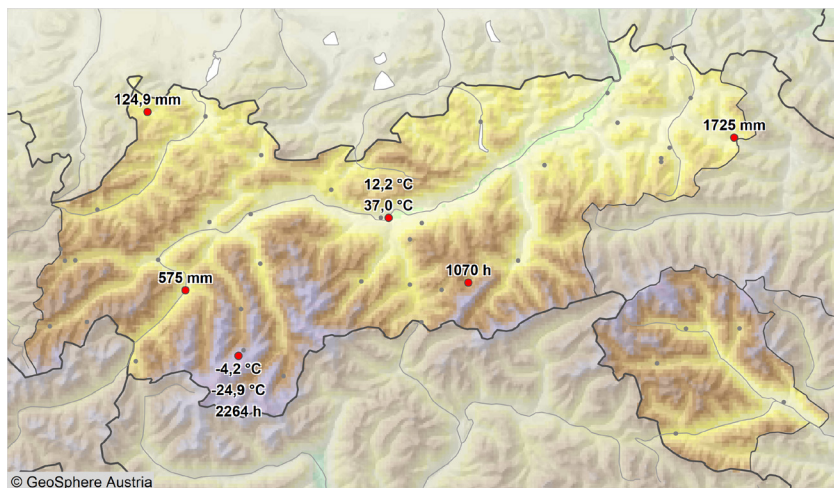 124,9 mm
1725 mm
12,2 °C
37,0 °C
1070 h
575 mm
-4,2 °C
-24,9 °C
2264 h
© GeoSphere Austria